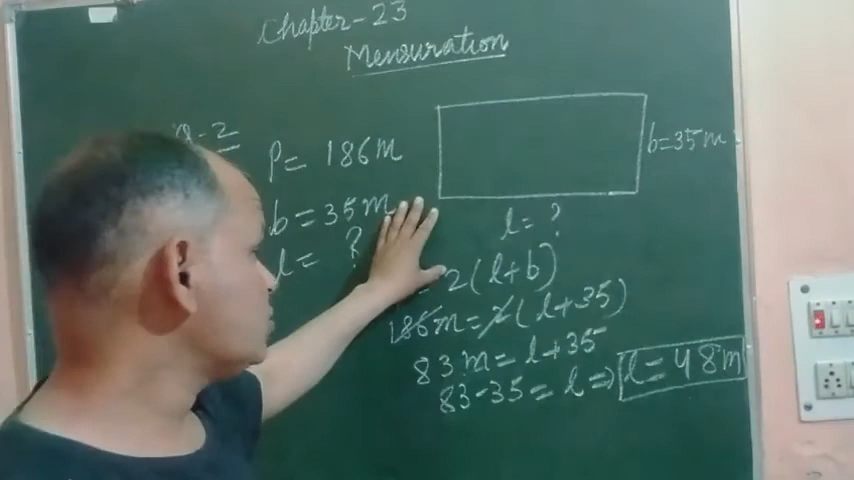 Chapter-23
Mensuration
Q-2
P= 186m
b = 35m
l = ?
b=35m
l = ?
= 2(l+b)
186m = 2(l+35)
83m = l+35
83-35 = l ⇒ l = 48m